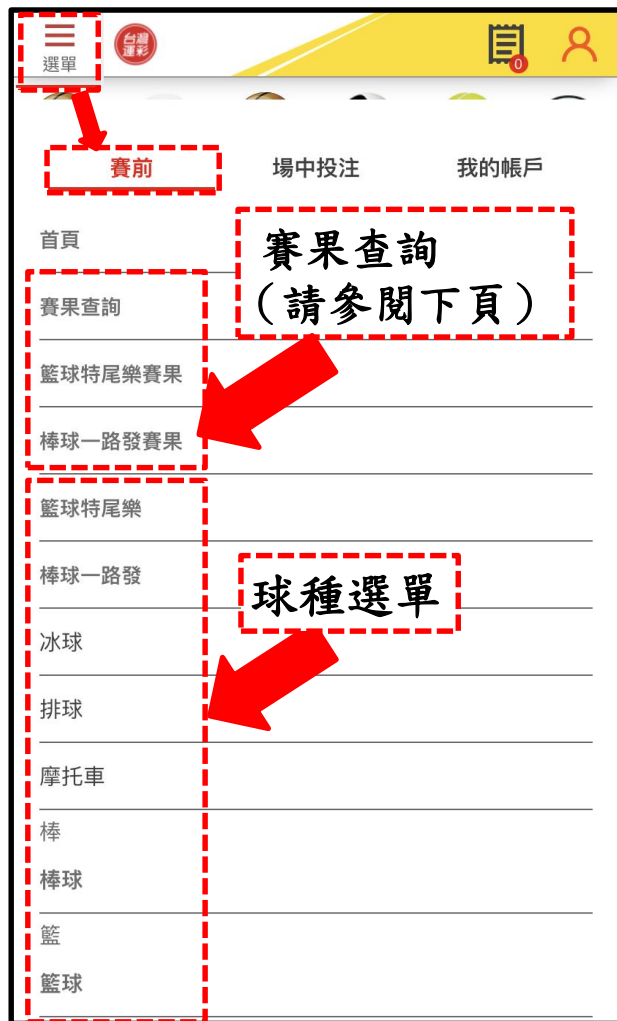 選單
台灣
運彩
0
賽前
場中投注
我的帳戶
首頁
賽果查詢
(請參閱下頁)
賽果查詢
籃球特尾樂賽果
棒球一路發賽果
籃球特尾樂
棒球一路發
球種選單
冰球
排球
摩托車
棒
棒球
籃
籃球